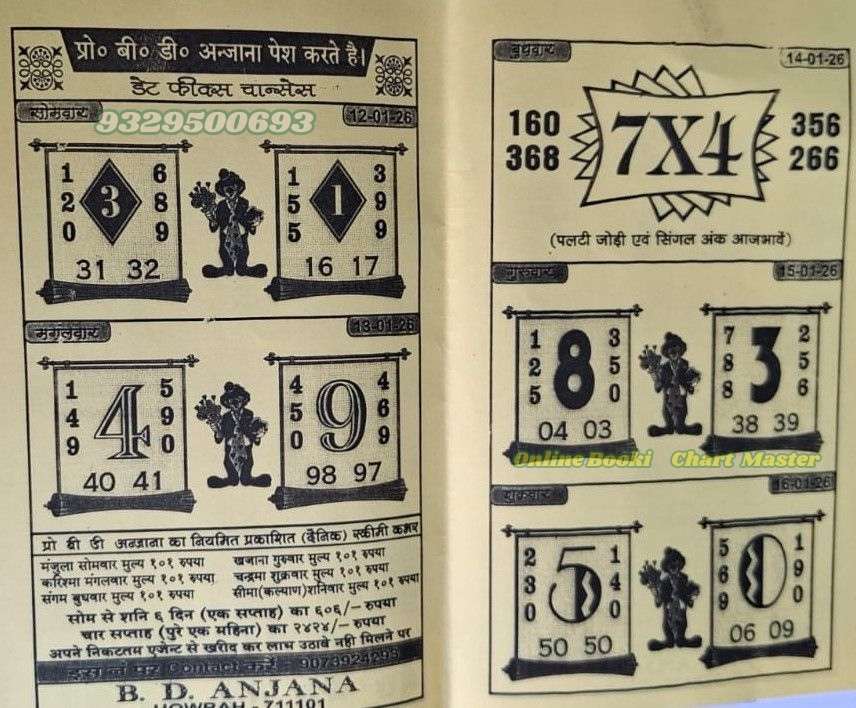 प्रो० बी० डी० अन्जाना पेश करते है।
डेट फीक्स चान्सेस
सोमवार 12-01-26
9329500693
1 6 1 3
2 3 8 5 1 9
0 9 5 9
31 32 16 17
मंगलवार 13-01-26
1 5 4 4
4 4 9 5 9 6
9 0 0 9
40 41 98 97
प्रो बी डी अन्जाना का नियमित प्रकाशित (दैनिक) स्कीमी कभर
मंजुला सोमवार मुल्य १०१ रुपया खजाना गुरुवार मुल्य १०१ रुपया
करिश्मा मंगलवार मुल्य १०१ रुपया चन्द्रमा शुक्रवार मुल्य १०१ रुपया
संगम बुधवार मुल्य १०१ रुपया सीमा(कल्याण)शनिवार मुल्य १०१ रुपया
सोम से शनि ६ दिन (एक सप्ताह) का ६०६/- रुपया
चार सप्ताह (पुरे एक महिना) का २४२४/- रुपया
अपने निकटतम एजेन्ट से खरीद कर लाभ उठावे नही मिलने पर
B. D. ANJANA
HOWRAH - 711101
बुधवार 14-01-26
160 7X4 356
368 266
(पलटी जोड़ी एवं सिंगल अंक आजभावें)
गुरुवार 15-01-26
1 3 7 2
2 8 5 8 3 5
5 0 8 6
04 03 38 39
Online Booki Chart Master
शुक्रवार 16-01-26
2 1 5 1
3 5 4 6 0 9
0 0 9 0
50 50 06 09